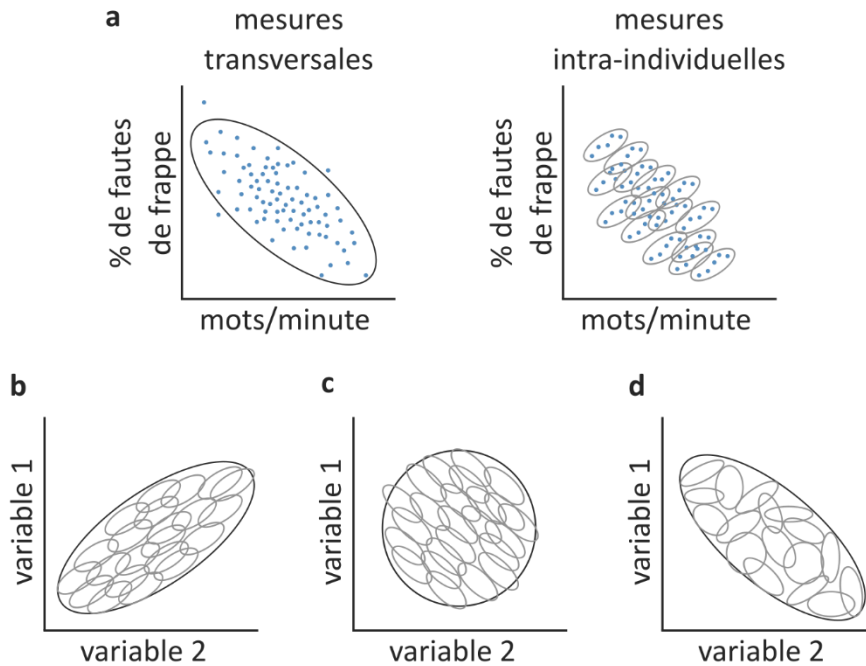 a
mesures
transversales
% de fautes
de frappe
mots/minute
mesures
intra-individuelles
% de fautes
de frappe
mots/minute
b
variable 1
variable 2
c
variable 1
variable 2
d
variable 1
variable 2